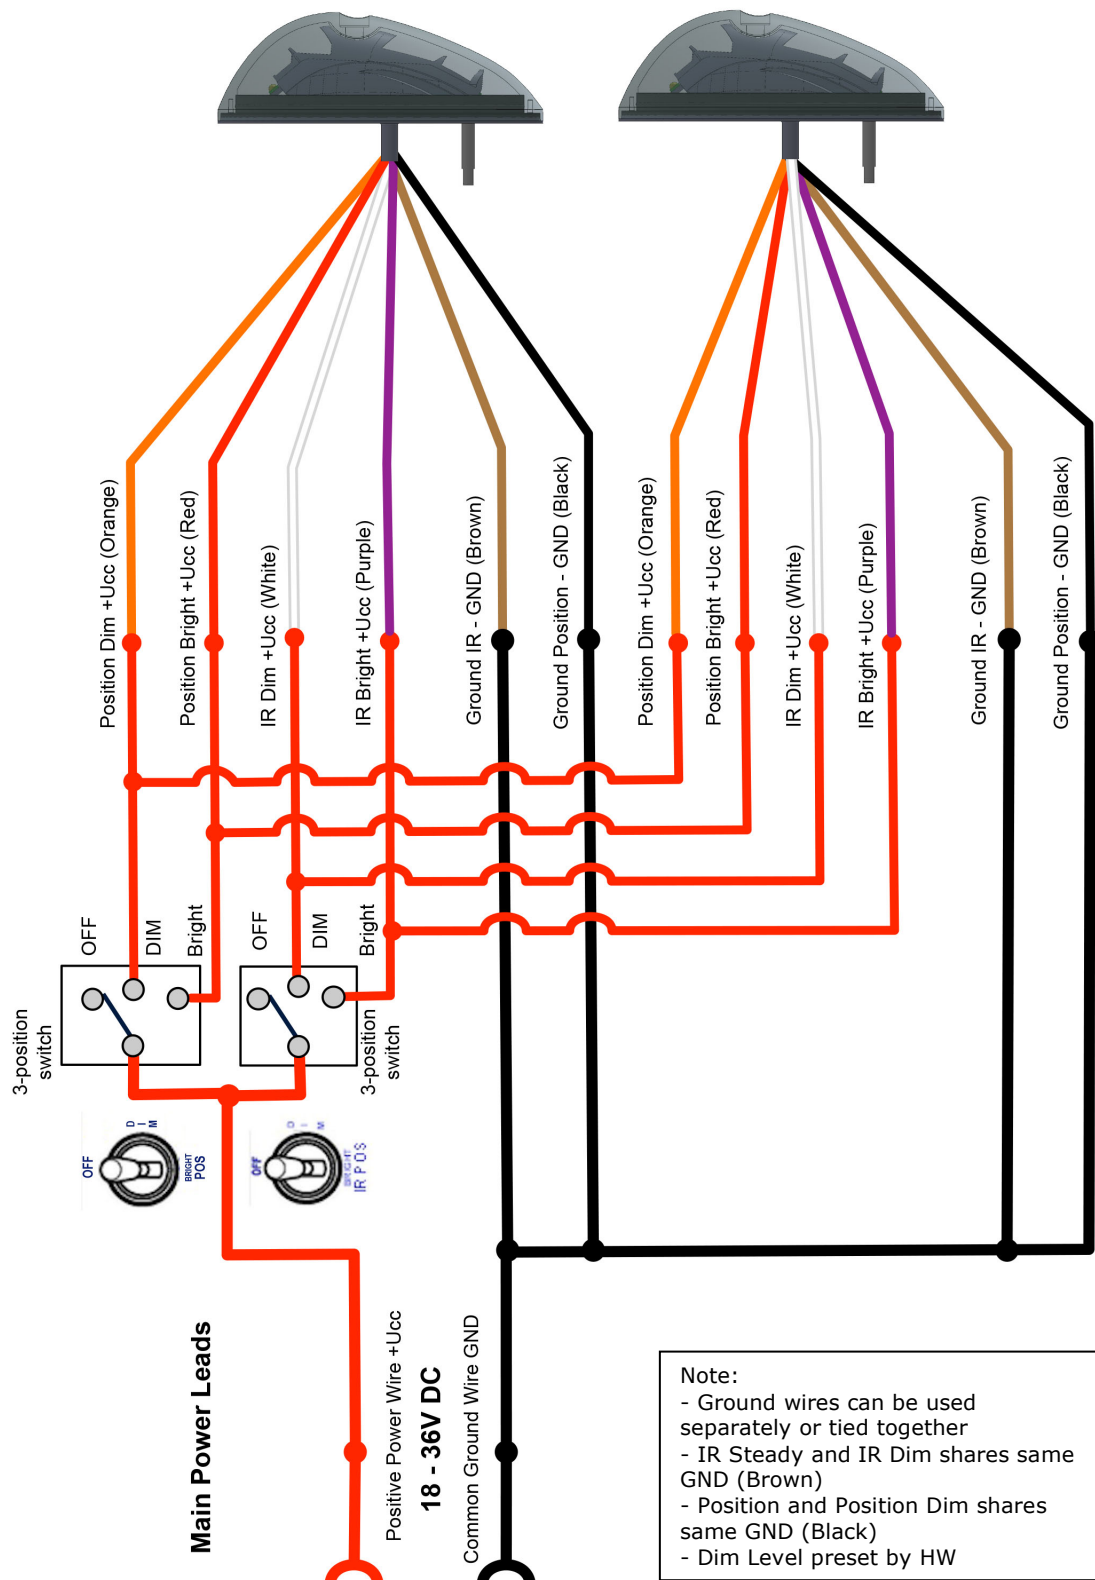 Position Dim +Ucc (Orange)
Position Bright +Ucc (Red)
IR Dim +Ucc (White)
IR Bright +Ucc (Purple)
Ground IR - GND (Brown)
Ground Position - GND (Black)
Position Dim +Ucc (Orange)
Position Bright +Ucc (Red)
IR Dim +Ucc (White)
IR Bright +Ucc (Purple)
Ground IR - GND (Brown)
Ground Position - GND (Black)
OFF
DIM
Bright
OFF
DIM
Bright
3-position
switch
3-position
switch
OFF
DIM
BRIGHT
POS
OFF
DIM
BRIGHT
IR POS
Main Power Leads
Positive Power Wire +Ucc
18 - 36V DC
Common Ground Wire GND
Note:
- Ground wires can be used
separately or tied together
- IR Steady and IR Dim shares same
GND (Brown)
- Position and Position Dim shares
same GND (Black)
- Dim Level preset by HW